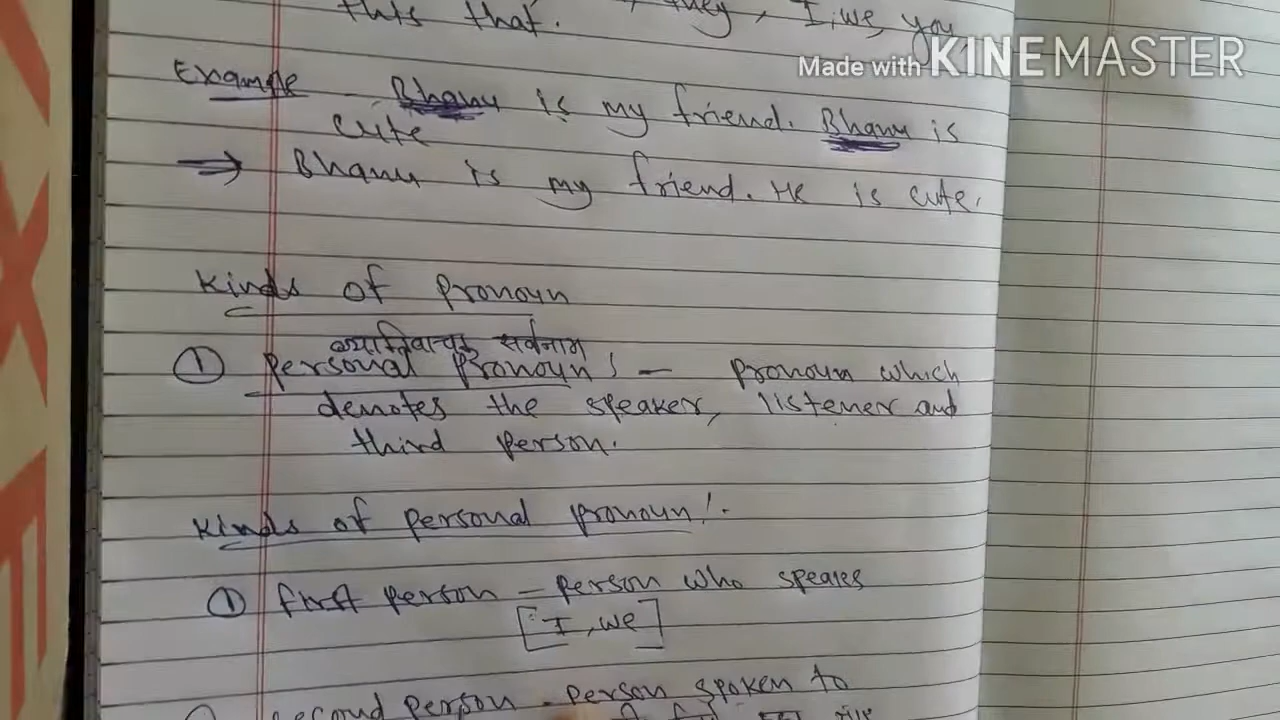 this that. , they, I, we, you,
Made with KINEMASTER
Example - Bhanu is my friend. Bhanu is
cute
⇒ Bhanu is my friend. He is cute.
Kinds of pronoun
व्यक्तिवाचक सर्वनाम
① personal pronoun :- pronoun which
denotes the speaker, listener and
third person.
Kinds of personal pronoun :-
① first person - person who speaks
[I, we]
second person - person spoken to